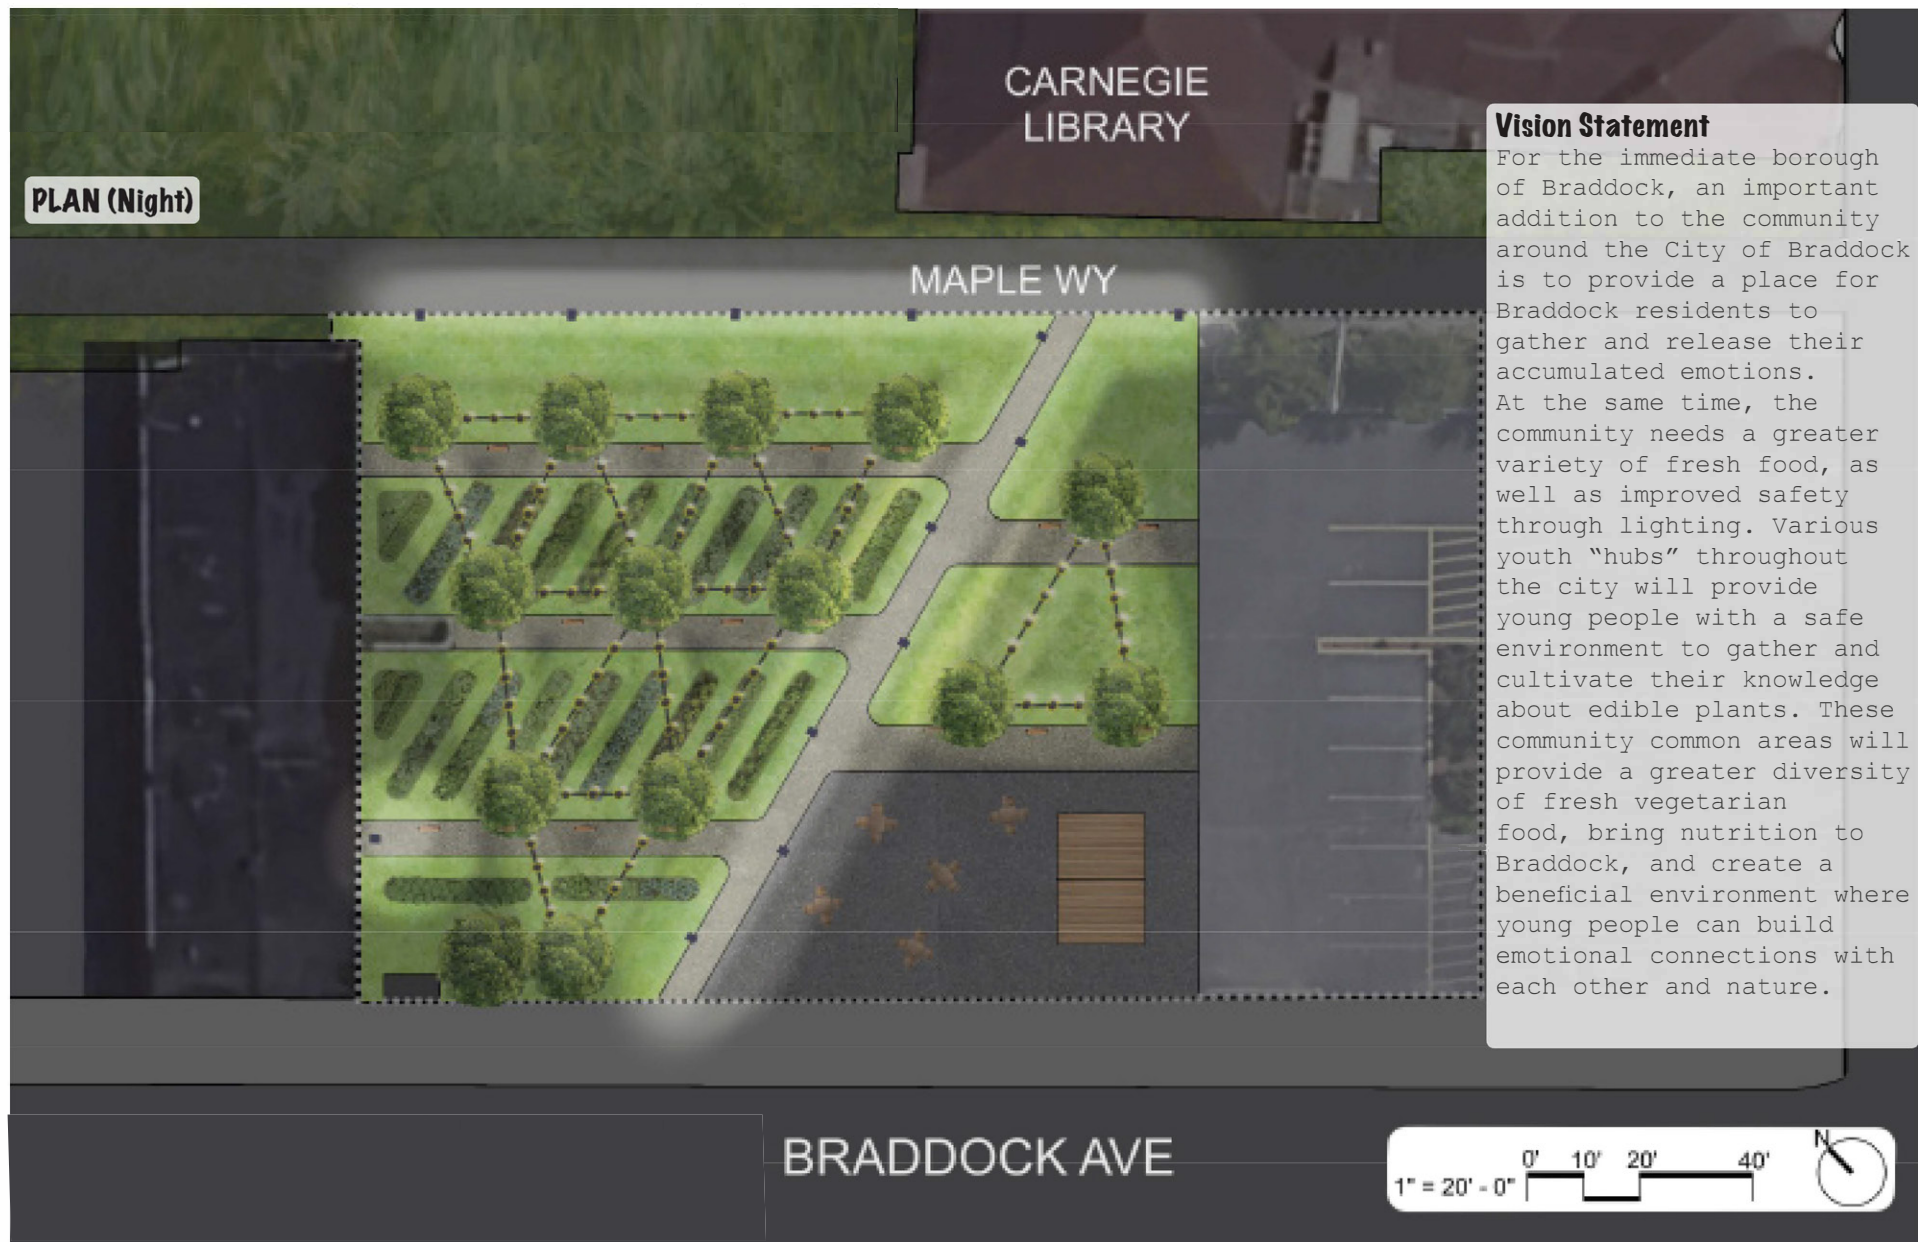 CARNEGIE
LIBRARY
PLAN (Night)
MAPLE WY
Vision Statement
For the immediate borough
of Braddock, an important
addition to the community
around the City of Braddock
is to provide a place for
Braddock residents to
gather and release their
accumulated emotions.
At the same time, the
community needs a greater
variety of fresh food, as
well as improved safety
through lighting. Various
youth “hubs” throughout
the city will provide
young people with a safe
environment to gather and
cultivate their knowledge
about edible plants. These
community common areas will
provide a greater diversity
of fresh vegetarian
food, bring nutrition to
Braddock, and create a
beneficial environment where
young people can build
emotional connections with
each other and nature.
BRADDOCK AVE
1" = 20' - 0"
0' 10' 20' 40'
N